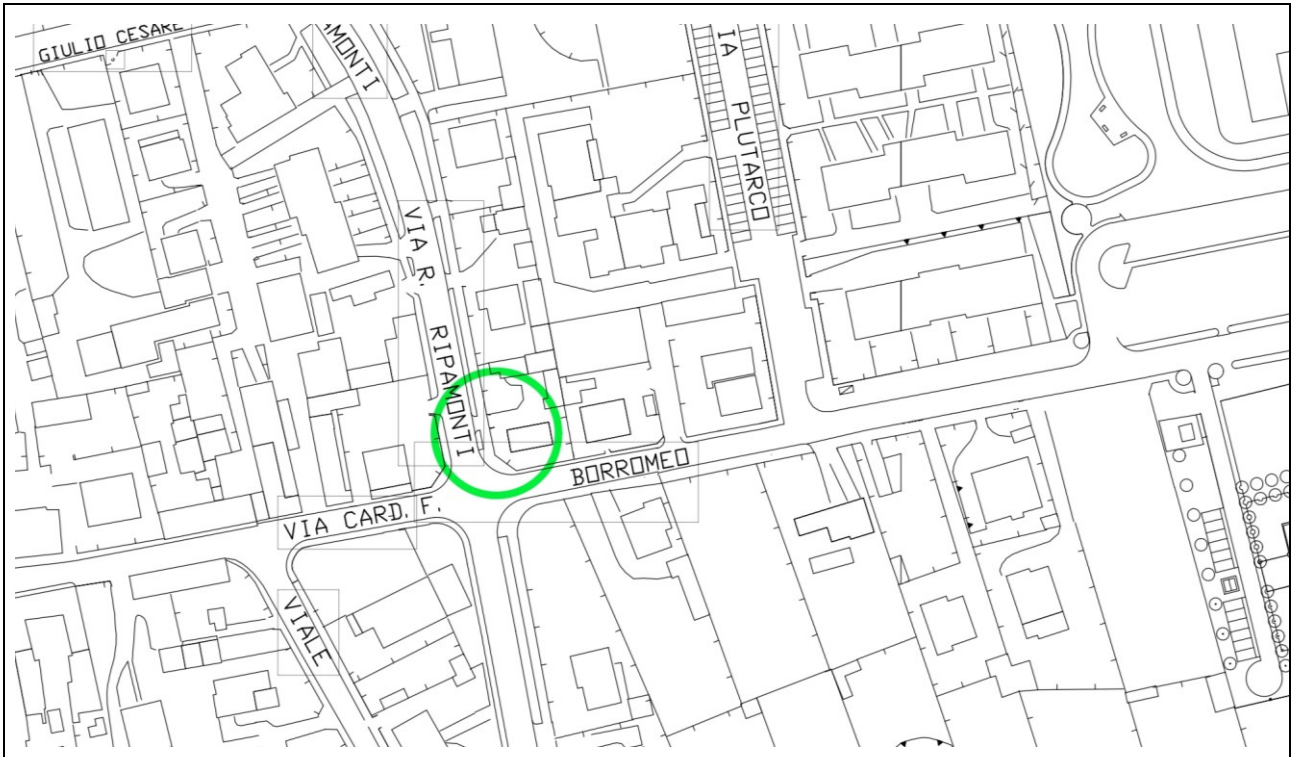 GIULIO CESARE
AMONTI
IA PLUTARCO
VIA R. RIPAMONTI
BORROMEO
VIA CARD. F.
VIALE